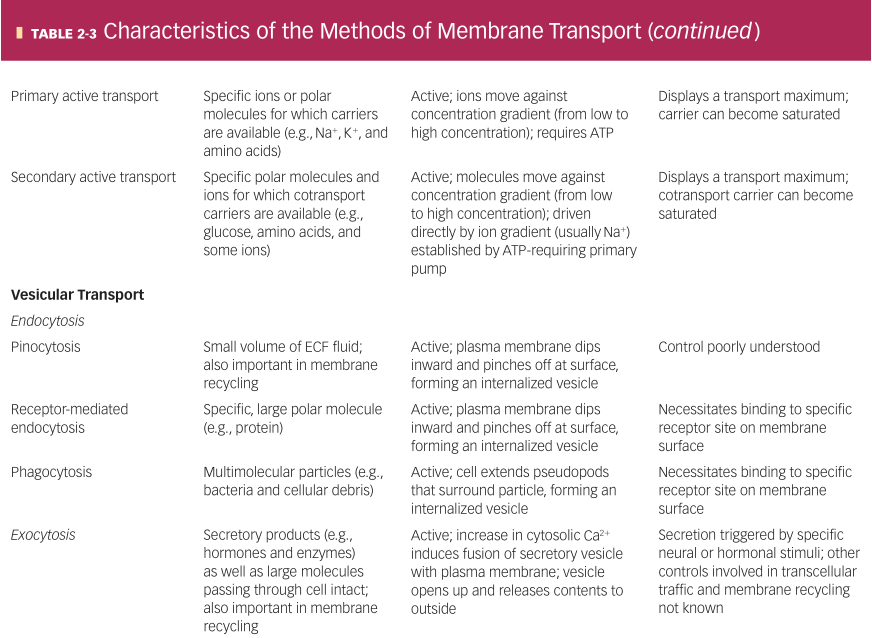 TABLE 2-3 Characteristics of the Methods of Membrane Transport (continued)
Primary active transport
Specific ions or polar
molecules for which carriers
are available (e.g., Na⁺, K⁺, and
amino acids)
Active; ions move against
concentration gradient (from low to
high concentration); requires ATP
Displays a transport maximum;
carrier can become saturated
Secondary active transport
Specific polar molecules and
ions for which cotransport
carriers are available (e.g.,
glucose, amino acids, and
some ions)
Active; molecules move against
concentration gradient (from low
to high concentration); driven
directly by ion gradient (usually Na⁺)
established by ATP-requiring primary
pump
Displays a transport maximum;
cotransport carrier can become
saturated
Vesicular Transport
Endocytosis
Pinocytosis
Small volume of ECF fluid;
also important in membrane
recycling
Active; plasma membrane dips
inward and pinches off at surface,
forming an internalized vesicle
Control poorly understood
Receptor-mediated
endocytosis
Specific, large polar molecule
(e.g., protein)
Active; plasma membrane dips
inward and pinches off at surface,
forming an internalized vesicle
Necessitates binding to specific
receptor site on membrane
surface
Phagocytosis
Multimolecular particles (e.g.,
bacteria and cellular debris)
Active; cell extends pseudopods
that surround particle, forming an
internalized vesicle
Necessitates binding to specific
receptor site on membrane
surface
Exocytosis
Secretory products (e.g.,
hormones and enzymes)
as well as large molecules
passing through cell intact;
also important in membrane
recycling
Active; increase in cytosolic Ca²⁺
induces fusion of secretory vesicle
with plasma membrane; vesicle
opens up and releases contents to
outside
Secretion triggered by specific
neural or hormonal stimuli; other
controls involved in transcellular
traffic and membrane recycling
not known